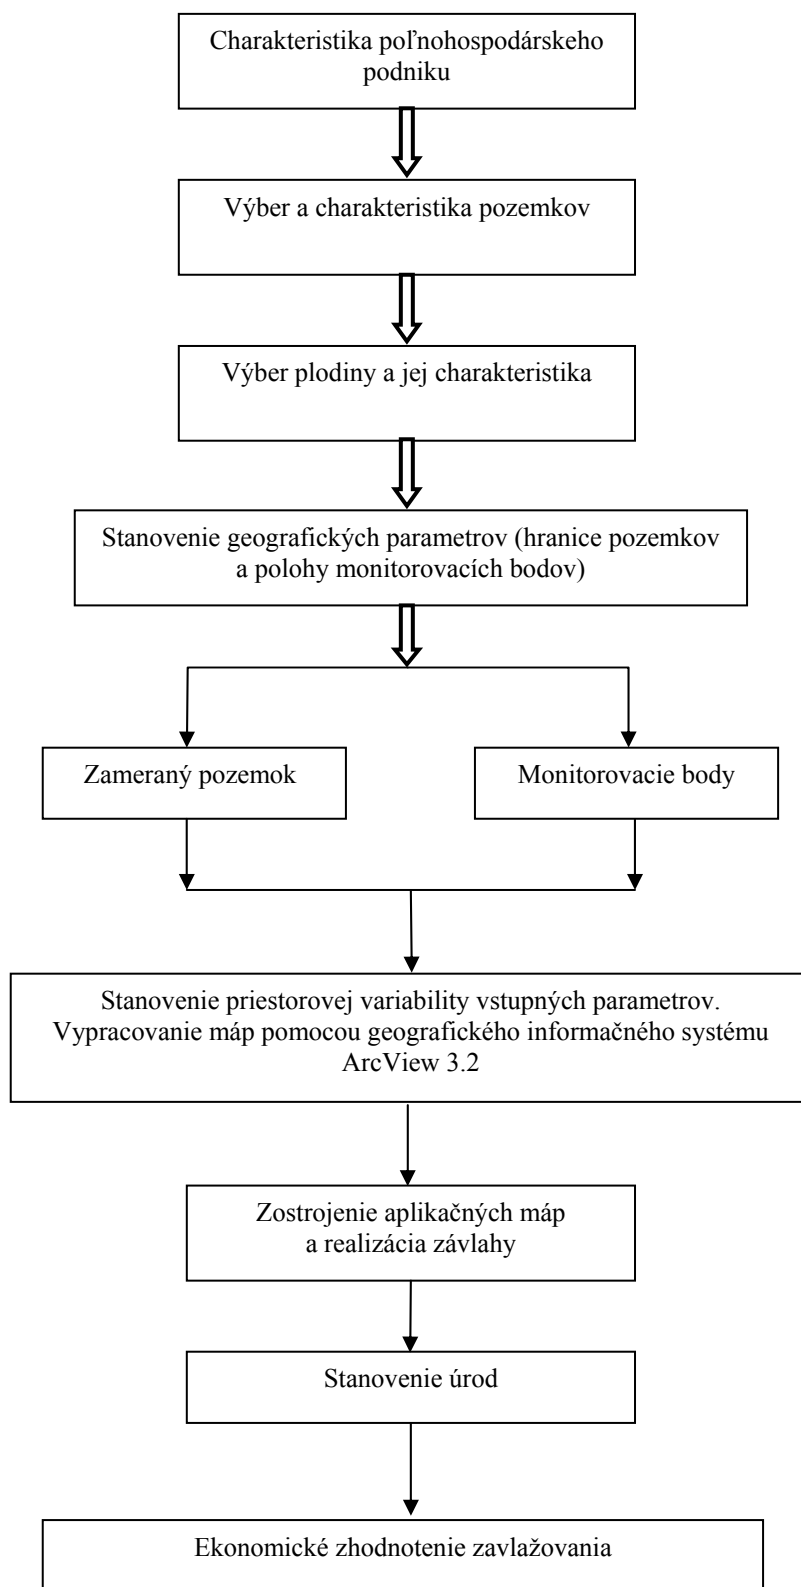 Charakteristika poľnohospodárskeho
podniku
Výber a charakteristika pozemkov
Výber plodiny a jej charakteristika
Stanovenie geografických parametrov (hranice pozemkov
a polohy monitorovacích bodov)
Zameraný pozemok
Monitorovacie body
Stanovenie priestorovej variability vstupných parametrov.
Vypracovanie máp pomocou geografického informačného systému
ArcView 3.2
Zostrojenie aplikačných máp
a realizácia závlahy
Stanovenie úrod
Ekonomické zhodnotenie zavlažovania